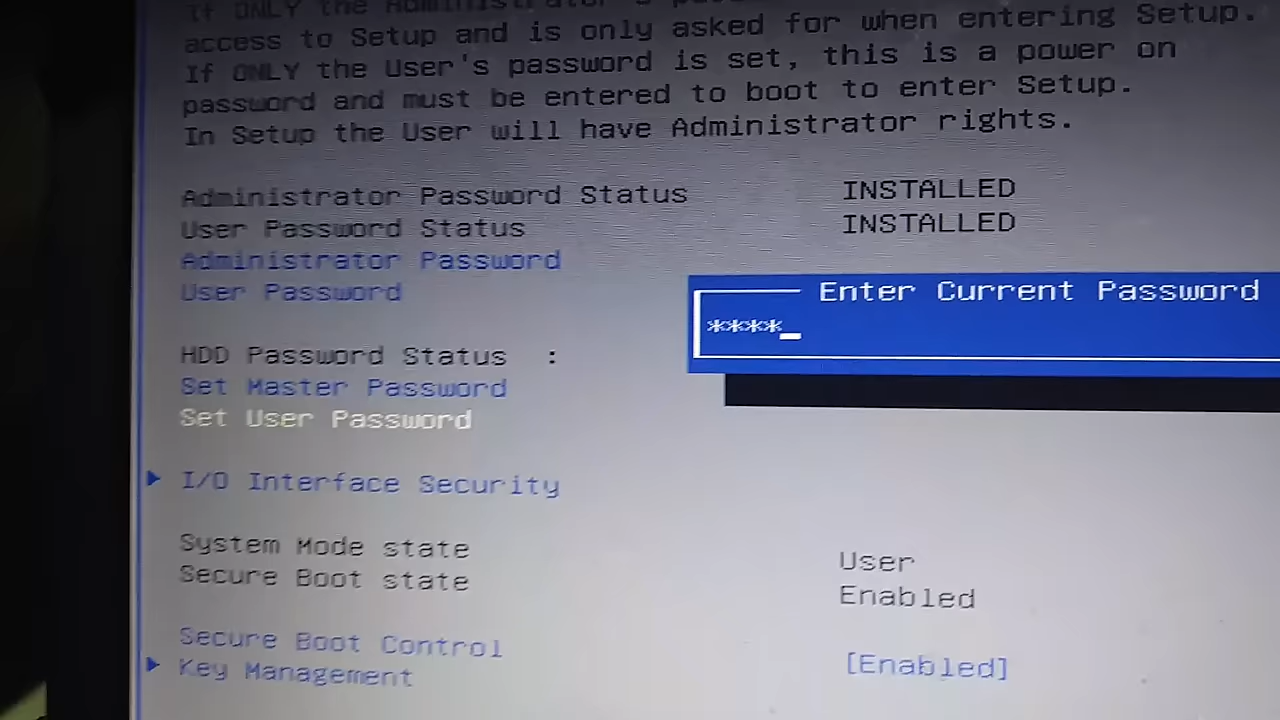 If ONLY the Administrator's
access to Setup and is only asked for when entering Setup.
If ONLY the User's password is set, this is a power on
password and must be entered to boot to enter Setup.
In Setup the User will have Administrator rights.
Administrator Password Status INSTALLED
User Password Status INSTALLED
Administrator Password
User Password
Enter Current Password
****_
HDD Password Status :
Set Master Password
Set User Password
I/O Interface Security
System Mode state User
Secure Boot state Enabled
Secure Boot Control [Enabled]
Key Management